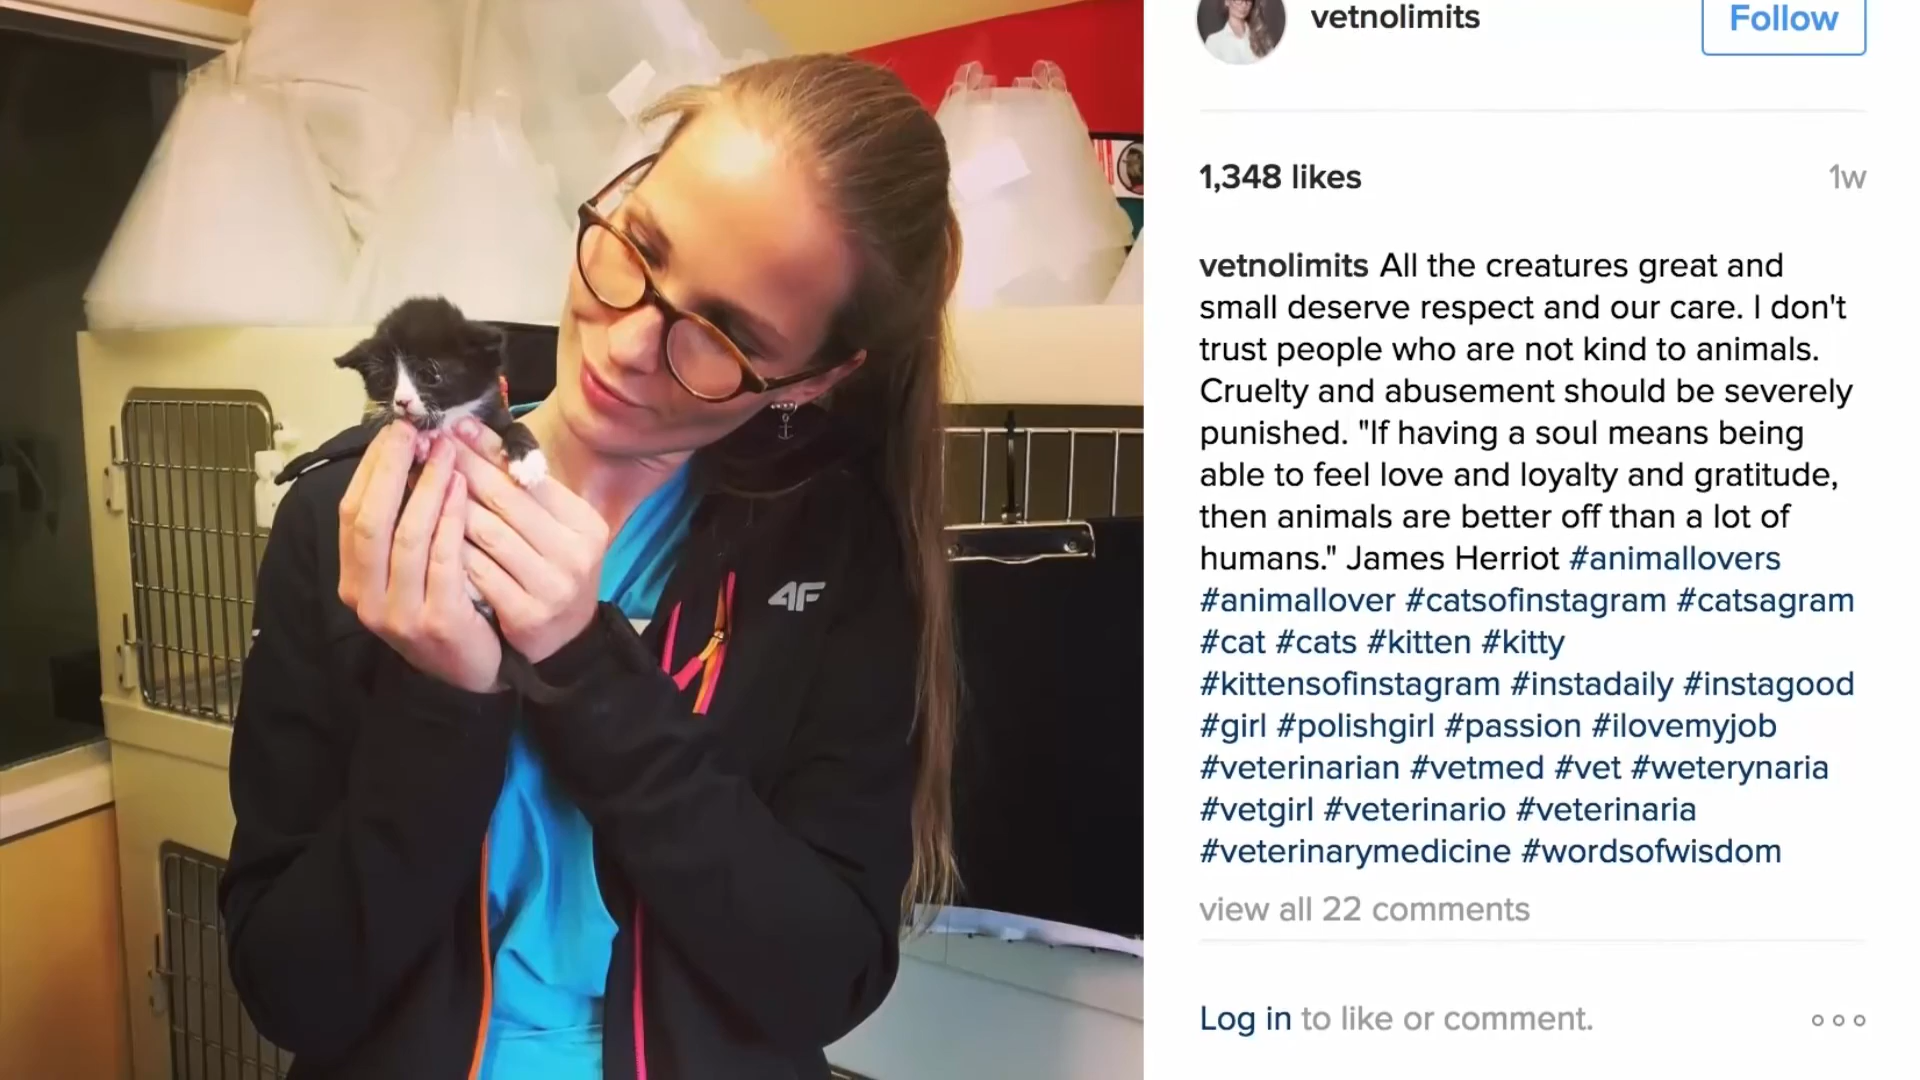 vetnolimits
Follow
1,348 likes
1w
vetnolimits All the creatures great and
small deserve respect and our care. I don't
trust people who are not kind to animals.
Cruelty and abusement should be severely
punished. "If having a soul means being
able to feel love and loyalty and gratitude,
then animals are better off than a lot of
humans." James Herriot #animallovers
#animallover #catsofinstagram #catsagram
#cat #cats #kitten #kitty
#kittensofinstagram #instadaily #instagood
#girl #polishgirl #passion #ilovemyjob
#veterinarian #vetmed #vet #weterynaria
#vetgirl #veterinario #veterinaria
#veterinarymedicine #wordsofwisdom
view all 22 comments
Log in to like or comment.
4F